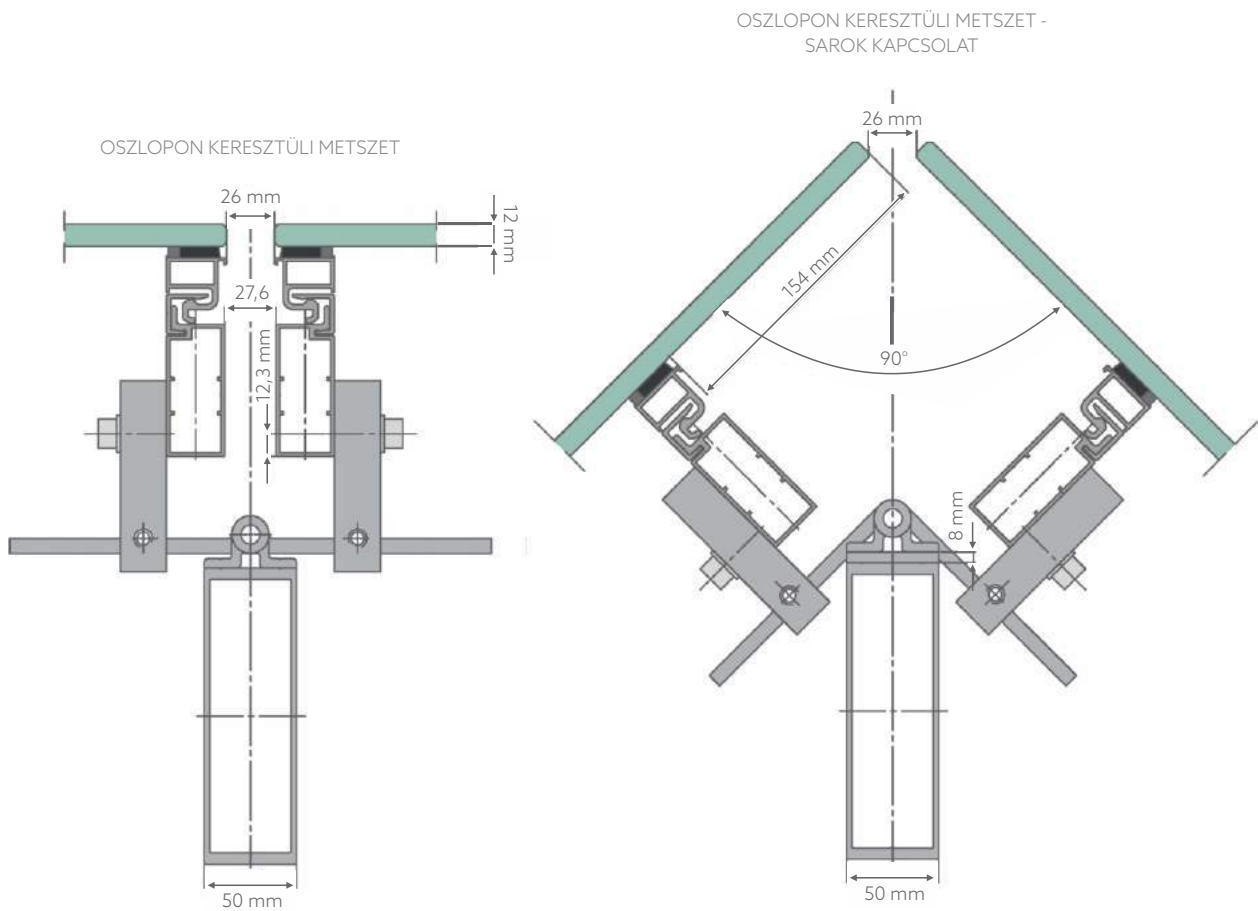 OSZLOPON KERESZTÜLI METSZET
26 mm
12 mm
27,6
12,3 mm
50 mm
OSZLOPON KERESZTÜLI METSZET -
SAROK KAPCSOLAT
26 mm
154 mm
90°
8 mm
50 mm